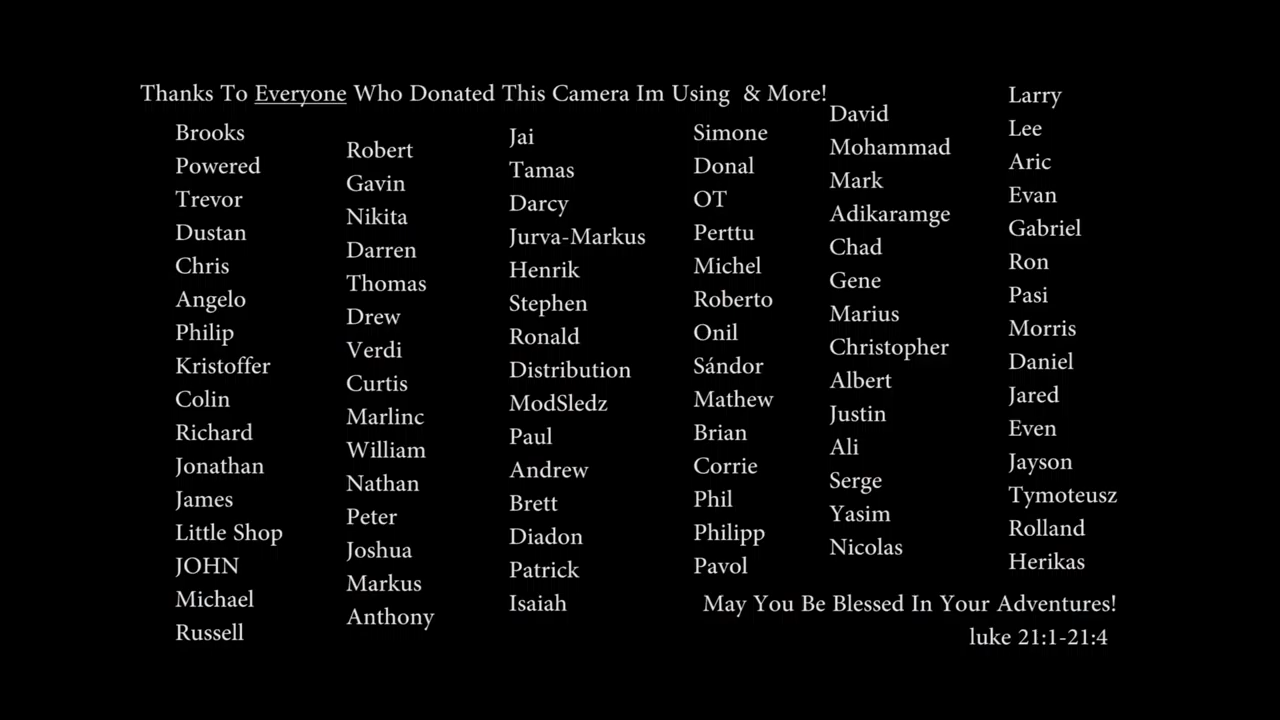 Thanks To Everyone Who Donated This Camera Im Using & More!
Brooks
Powered
Trevor
Dustan
Chris
Angelo
Philip
Kristoffer
Colin
Richard
Jonathan
James
Little Shop
JOHN
Michael
Russell
Robert
Gavin
Nikita
Darren
Thomas
Drew
Verdi
Curtis
Marlinc
William
Nathan
Peter
Joshua
Markus
Anthony
Jai
Tamas
Darcy
Jurva-Markus
Henrik
Stephen
Ronald
Distribution
ModSledz
Paul
Andrew
Brett
Diadon
Patrick
Isaiah
Simone
Donal
OT
Perttu
Michel
Roberto
Onil
Sándor
Mathew
Brian
Corrie
Phil
Philipp
Pavol
David
Mohammad
Mark
Adikaramge
Chad
Gene
Marius
Christopher
Albert
Justin
Ali
Serge
Yasim
Nicolas
Larry
Lee
Aric
Evan
Gabriel
Ron
Pasi
Morris
Daniel
Jared
Even
Jayson
Tymoteusz
Rolland
Herikas
May You Be Blessed In Your Adventures!
luke 21:1-21:4